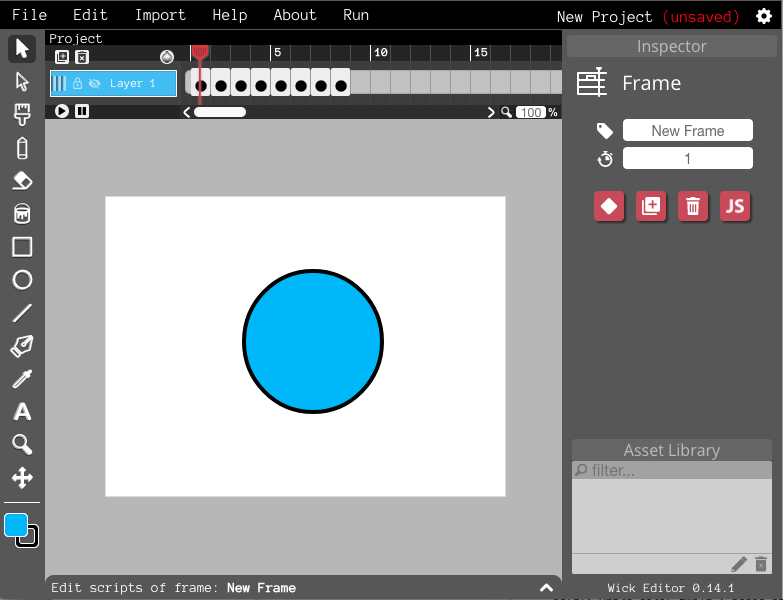 File Edit Import Help About Run New Project (unsaved)
Project
5 10 15
Layer 1
100 %
Inspector
Frame
New Frame
1
JS
A
Asset Library
filter...
Edit scripts of frame: New Frame
Wick Editor 0.14.1